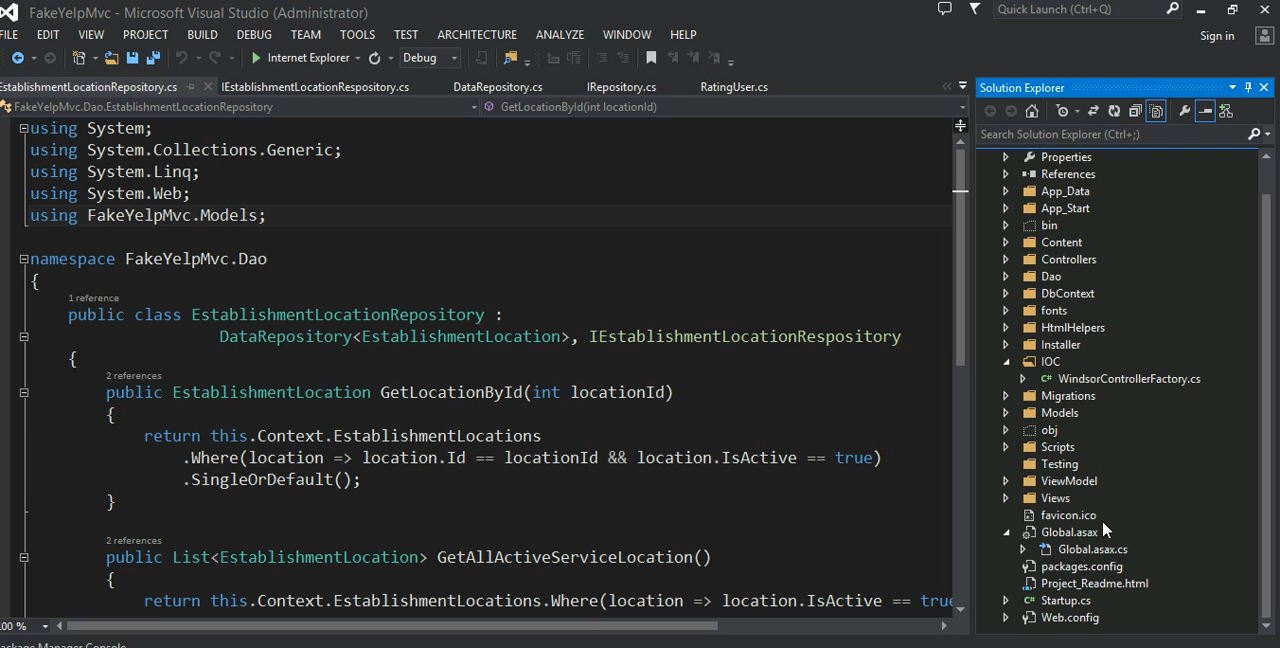 FakeYelpMvc - Microsoft Visual Studio (Administrator)
Quick Launch (Ctrl+Q)
FILE EDIT VIEW PROJECT BUILD DEBUG TEAM TOOLS TEST ARCHITECTURE ANALYZE WINDOW HELP
Sign in
Internet Explorer
Debug
EstablishmentLocationRepository.cs
IEstablishmentLocationRespository.cs
DataRepository.cs
IRepository.cs
RatingUser.cs
FakeYelpMvc.Dao.EstablishmentLocationRepository
GetLocationById(int locationId)
using System;
using System.Collections.Generic;
using System.Linq;
using System.Web;
using FakeYelpMvc.Models;
namespace FakeYelpMvc.Dao
{
1 reference
public class EstablishmentLocationRepository :
DataRepository<EstablishmentLocation>, IEstablishmentLocationRespository
{
2 references
public EstablishmentLocation GetLocationById(int locationId)
{
return this.Context.EstablishmentLocations
.Where(location => location.Id == locationId && location.IsActive == true)
.SingleOrDefault();
}
2 references
public List<EstablishmentLocation> GetAllActiveServiceLocation()
{
return this.Context.EstablishmentLocations.Where(location => location.IsActive == true
00 %
Package Manager Console
Solution Explorer
Search Solution Explorer (Ctrl+;)
Properties
References
App_Data
App_Start
bin
Content
Controllers
Dao
DbContext
fonts
HtmlHelpers
Installer
IOC
C# WindsorControllerFactory.cs
Migrations
Models
obj
Scripts
Testing
ViewModel
Views
favicon.ico
Global.asax
Global.asax.cs
packages.config
Project_Readme.html
C# Startup.cs
Web.config